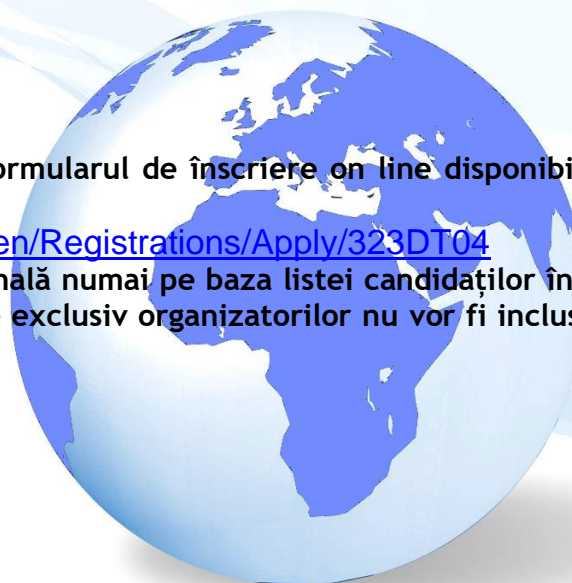 ormularul de înscriere on line disponibi
en/Registrations/Apply/323DT04
nală numai pe baza listei candidaților în
exclusiv organizatorilor nu vor fi inclus